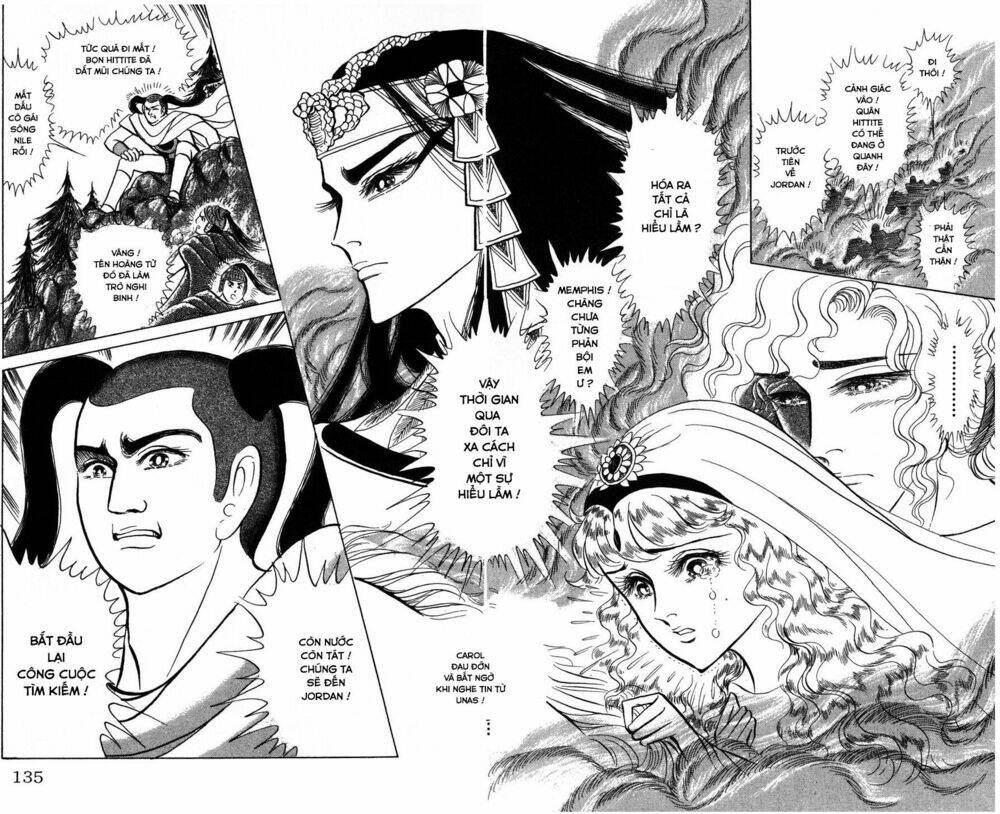 ĐI
THÔI !
CẢNH GIÁC
VÀO !
QUÂN
HITTITE
CÓ THỂ
ĐANG Ở
QUANH
ĐÂY !
TRƯỚC
TIÊN
VỀ
JORDAN !
PHẢI
THẬT
CẨN
THẬN !
HÓA RA
TẤT CẢ
CHỈ LÀ
HIỂU LẦM ?
MEMPHIS !
CHÀNG
CHƯA
TỪNG
PHẢN
BỘI
EM
Ư ?
VẬY
THỜI GIAN
QUA
ĐÔI TA
XA CÁCH
CHỈ VÌ
MỘT SỰ
HIỂU LẦM !
..........
CAROL
ĐAU ĐỚN
VÀ BẤT NGỜ
KHI NGHE TIN TỪ
UNAS
....
TỨC QUÁ ĐI MẤT !
BỌN HITTITE ĐÃ
DẮT MŨI CHÚNG TA !
MẤT
DẤU
CÔ GÁI
SÔNG
NILE
RỒI !
VÂNG !
TÊN HOÀNG TỬ
ĐÓ ĐÃ LÀM
TRÒ NGHI
BINH !
CÒN NƯỚC
CÒN TÁT !
CHÚNG TA
SẼ ĐẾN
JORDAN !
BẮT ĐẦU
LẠI
CÔNG CUỘC
TÌM KIẾM !
135